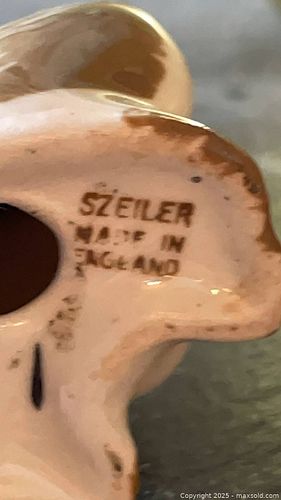 SZEILER
MADE IN
ENGLAND
Copyright 2025 - maxsold.com